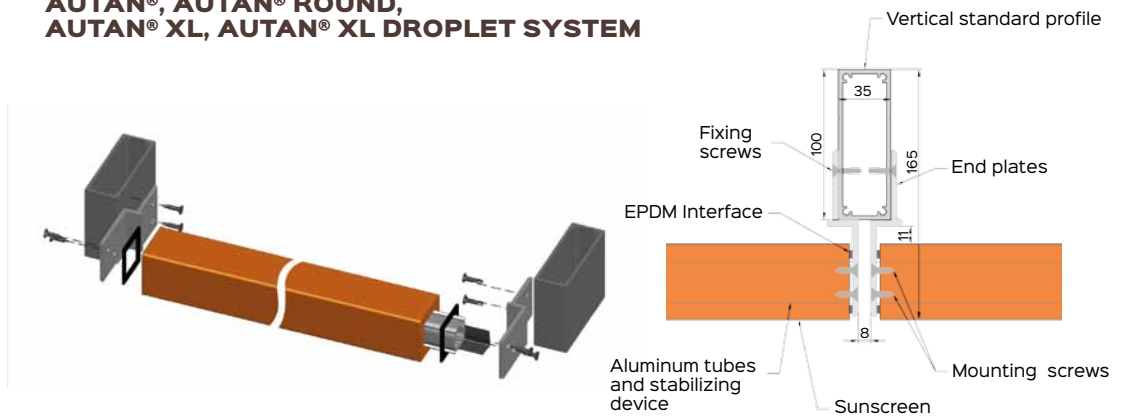 AUTAN®, AUTAN® ROUND,
AUTAN® XL, AUTAN® XL DROPLET SYSTEM
Vertical standard profile
35
100
165
Fixing
screws
End plates
EPDM Interface
11
8
Aluminum tubes
and stabilizing
device
Mounting screws
Sunscreen